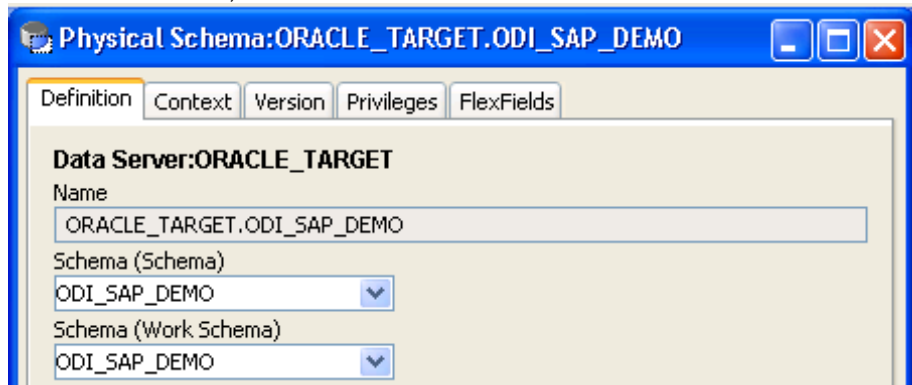 Physical Schema:ORACLE_TARGET.ODI_SAP_DEMO
Definition Context Version Privileges FlexFields
Data Server:ORACLE_TARGET
Name
ORACLE_TARGET.ODI_SAP_DEMO
Schema (Schema)
ODI_SAP_DEMO
Schema (Work Schema)
ODI_SAP_DEMO